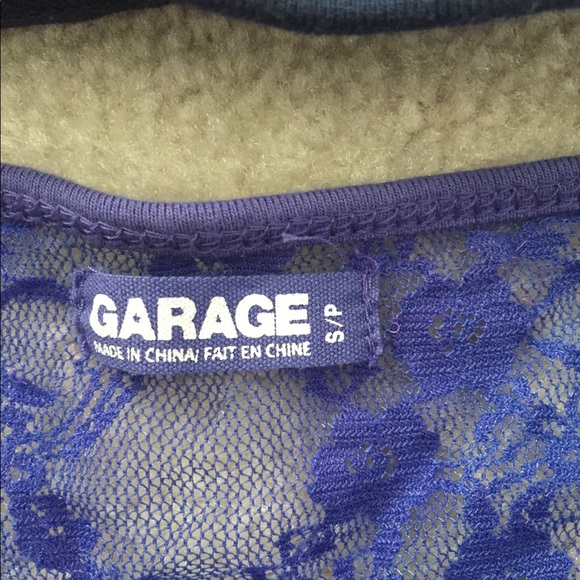 GARAGE
MADE IN CHINA/ FAIT EN CHINE
S/P